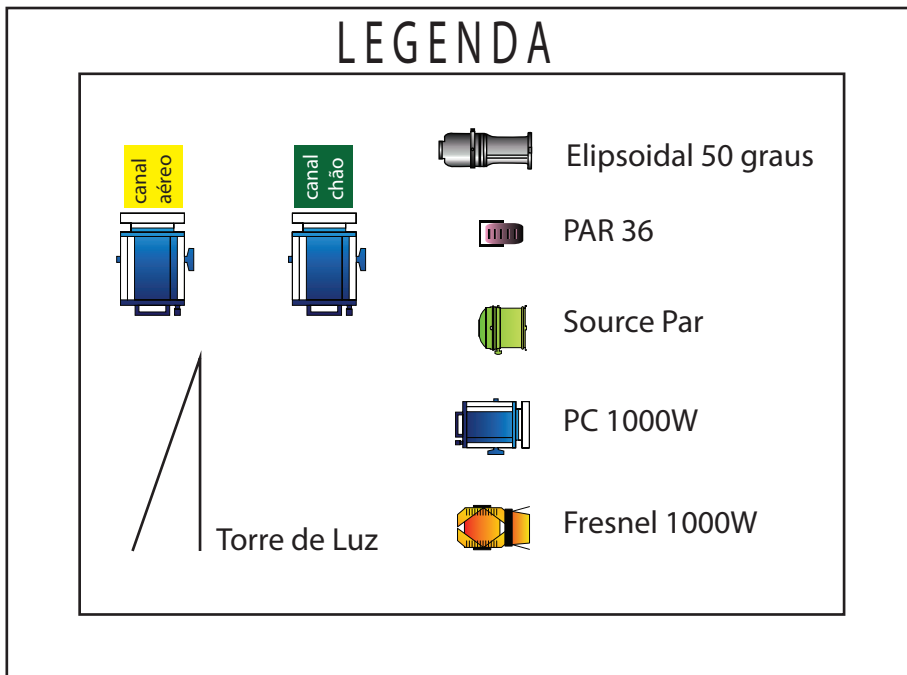 LEGENDA
canal
aéreo
canal
chão
Elipsoidal 50 graus
PAR 36
Source Par
PC 1000W
Fresnel 1000W
Torre de Luz